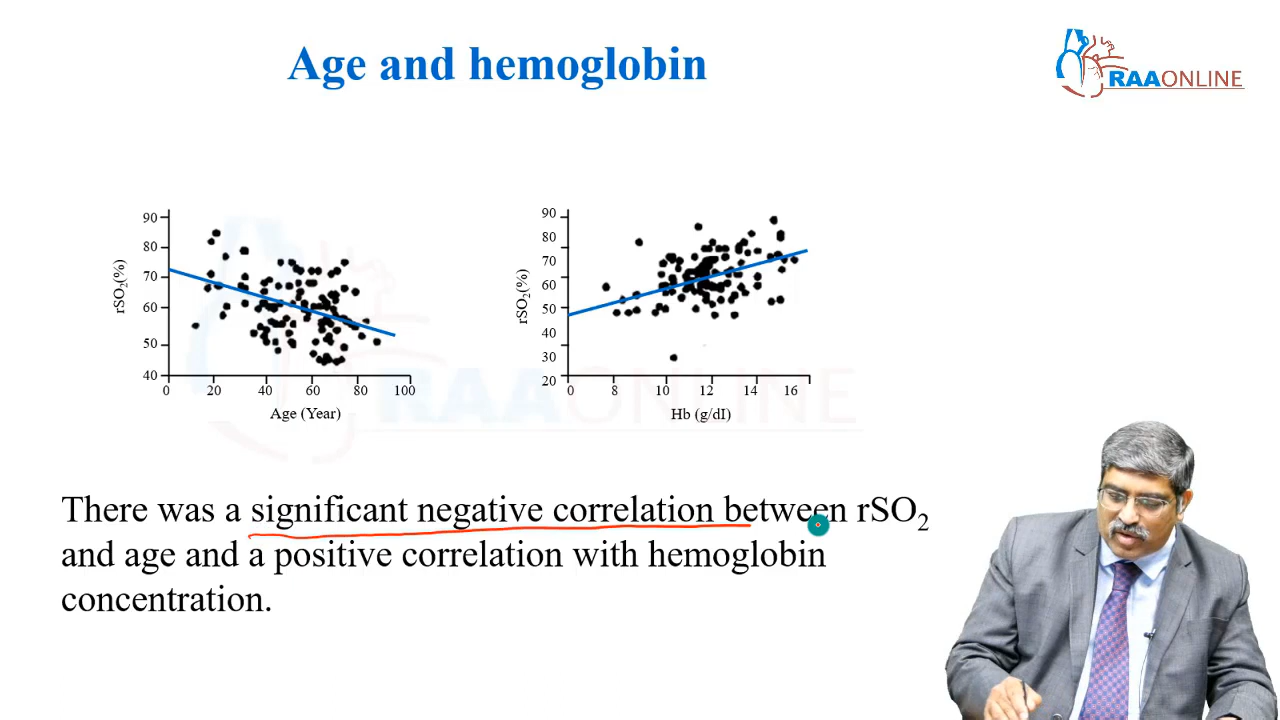 Age and hemoglobin
RAAONLINE
90
80
70
60
50
40
rSO2(%)
0 20 40 60 80 100
Age (Year)
90
80
70
60
50
40
30
20
rSO2(%)
0 8 10 12 14 16
Hb (g/dI)
RAAONLINE
There was a significant negative correlation between rSO2
and age and a positive correlation with hemoglobin
concentration.